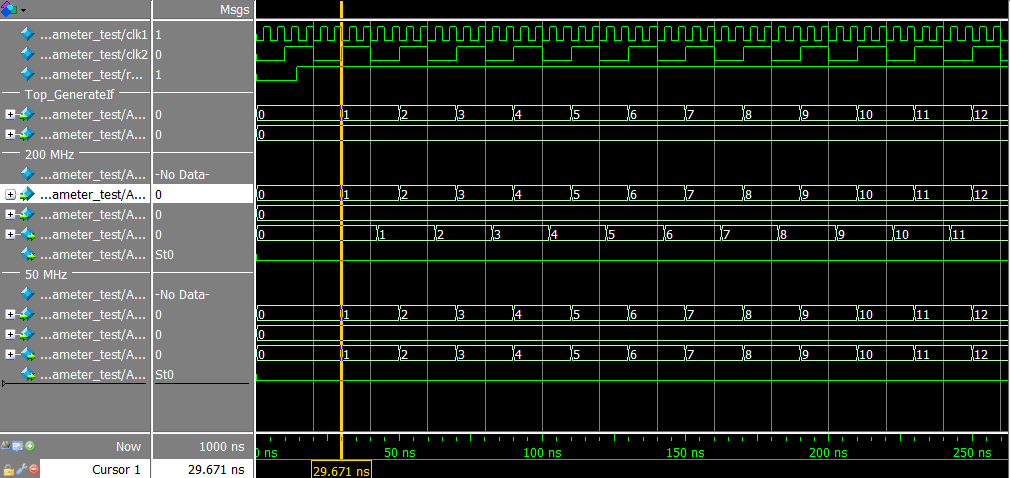 Msgs
...ameter_test/clk1 1
...ameter_test/clk2 0
...ameter_test/r... 1
Top_GenerateIf
...ameter_test/A... 0 0 1 2 3 4 5 6 7 8 9 10 11 12
...ameter_test/A... 0 0
200 MHz
...ameter_test/A... -No Data-
...ameter_test/A... 0 0 1 2 3 4 5 6 7 8 9 10 11 12
...ameter_test/A... 0 0
...ameter_test/A... 0 0 1 2 3 4 5 6 7 8 9 10 11
...ameter_test/A... St0
50 MHz
...ameter_test/A... -No Data-
...ameter_test/A... 0 0 1 2 3 4 5 6 7 8 9 10 11 12
...ameter_test/A... 0 0
...ameter_test/A... 0 0 1 2 3 4 5 6 7 8 9 10 11 12
...ameter_test/A... St0
Now 1000 ns ns 50 ns 100 ns 150 ns 200 ns 250 ns
Cursor 1 29.671 ns 29.671 ns